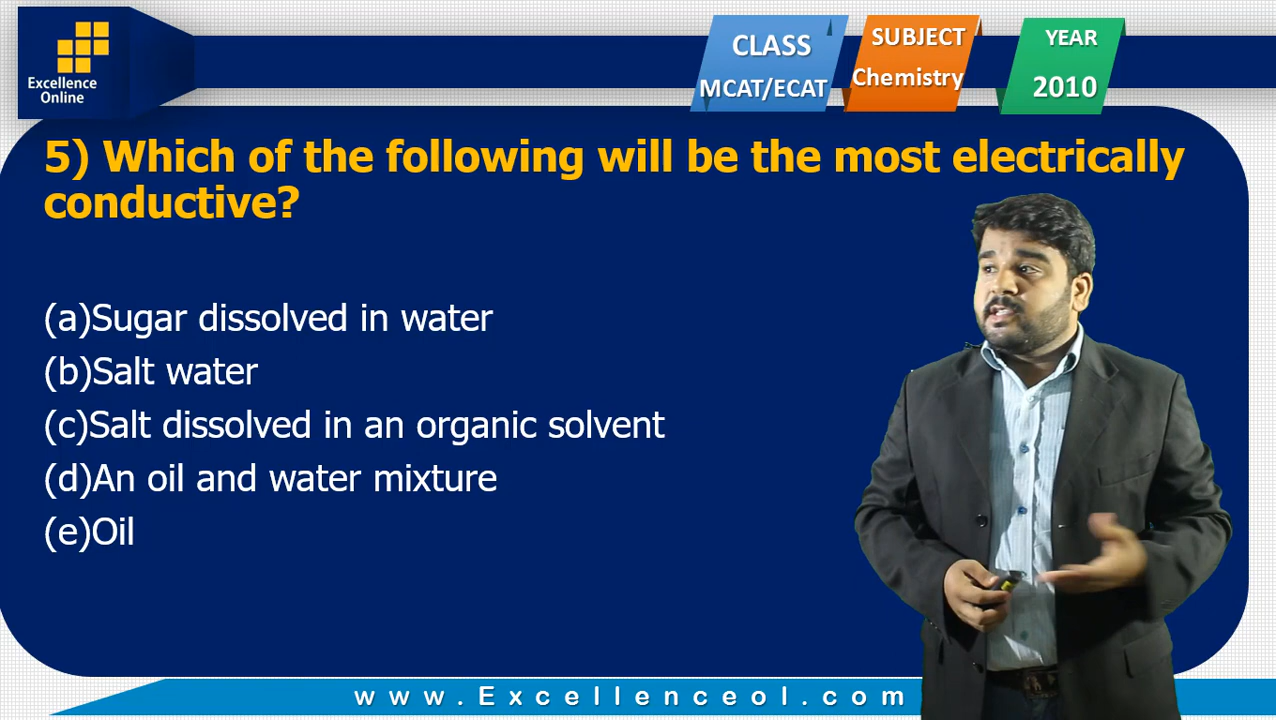 Excellence
Online
CLASS
MCAT/ECAT
SUBJECT
Chemistry
YEAR
2010
5) Which of the following will be the most electrically
conductive?
(a)Sugar dissolved in water
(b)Salt water
(c)Salt dissolved in an organic solvent
(d)An oil and water mixture
(e)Oil
www.Excellenceol.com